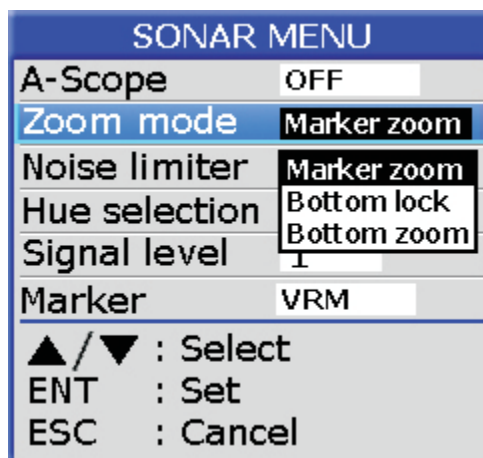 SONAR MENU
A-Scope OFF
Zoom mode Marker zoom
Noise limiter Marker zoom
Hue selection Bottom lock
Bottom zoom
Signal level 1
Marker VRM
▲/▼ : Select
ENT : Set
ESC : Cancel